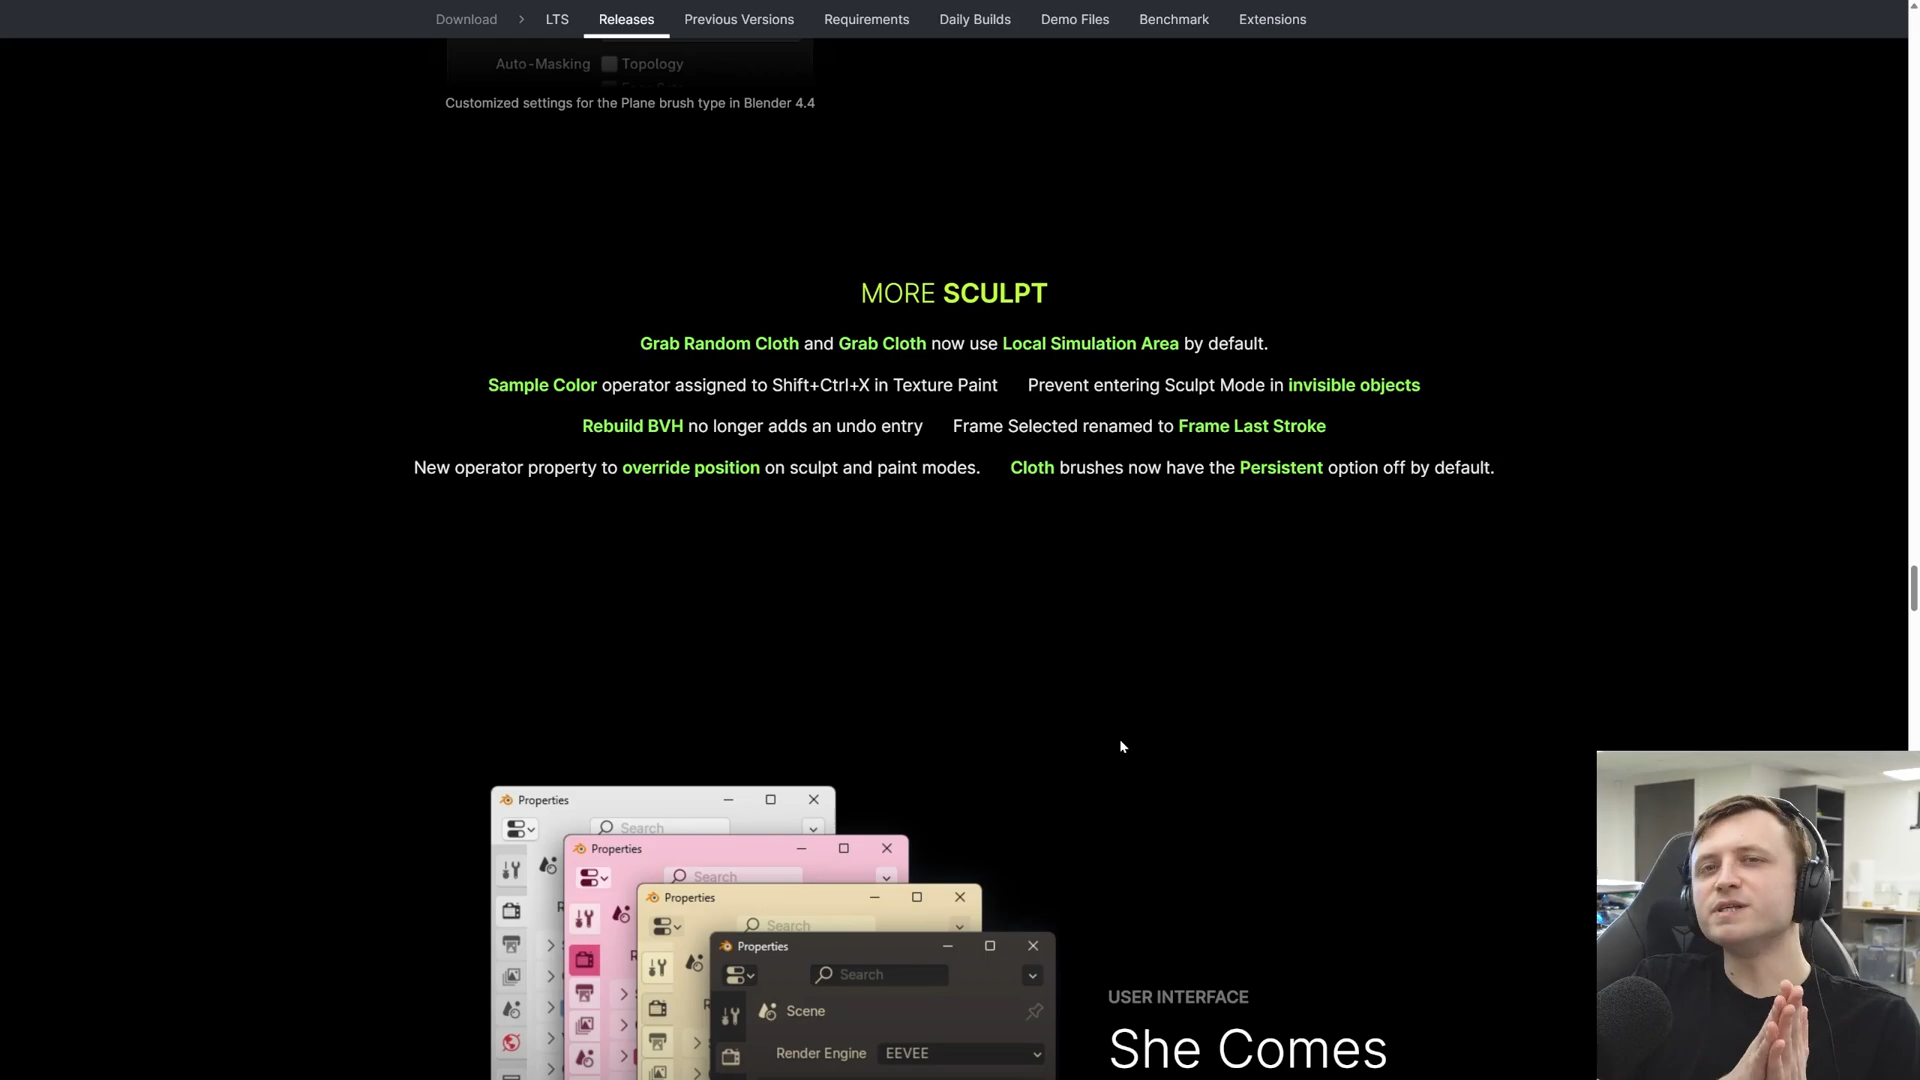 Download > LTS Releases Previous Versions Requirements Daily Builds Demo Files Benchmark Extensions
Auto-Masking Topology
Customized settings for the Plane brush type in Blender 4.4
MORE SCULPT
Grab Random Cloth and Grab Cloth now use Local Simulation Area by default.
Sample Color operator assigned to Shift+Ctrl+X in Texture Paint Prevent entering Sculpt Mode in invisible objects
Rebuild BVH no longer adds an undo entry Frame Selected renamed to Frame Last Stroke
New operator property to override position on sculpt and paint modes. Cloth brushes now have the Persistent option off by default.
Properties
Search
Properties
Search
Properties
Search
Properties
Search
Scene
Render Engine EEVEE
USER INTERFACE
She Comes